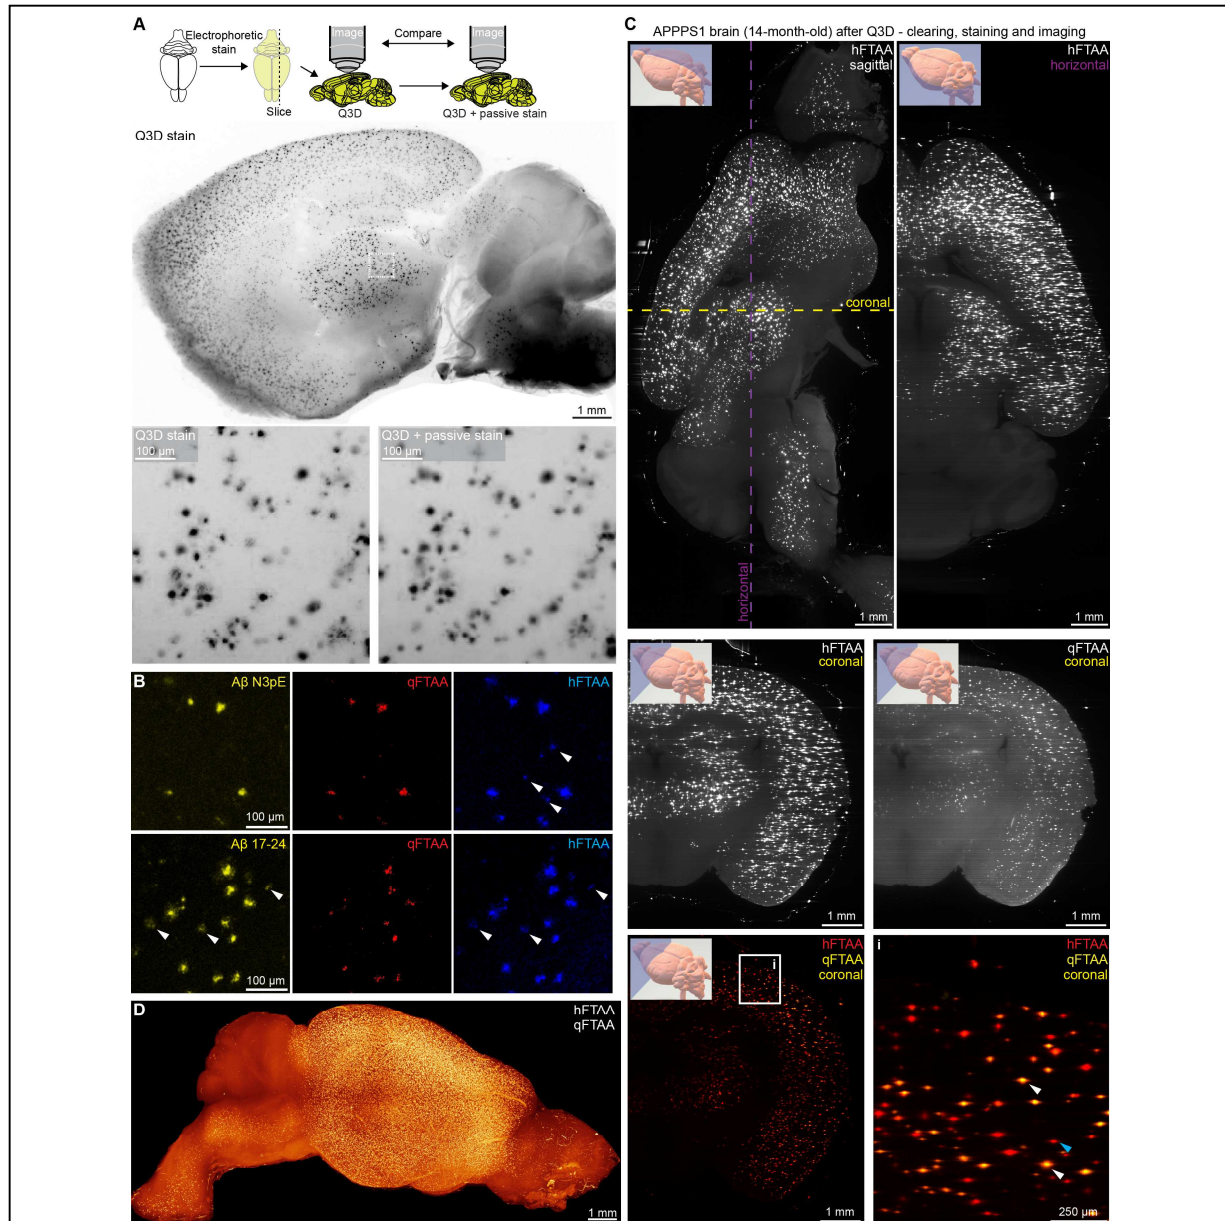 A
Electrophoretic
stain
Image
Compare
Image
Slice
Q3D
Q3D + passive stain
Q3D stain
1 mm
Q3D stain
100 µm
Q3D + passive stain
100 µm
B
Aβ N3pE
qFTAA
hFTAA
100 µm
Aβ 17-24
qFTAA
hFTAA
100 µm
D
hFTAA
qFTAA
1 mm
C
APPPS1 brain (14-month-old) after Q3D - clearing, staining and imaging
hFTAA
sagittal
hFTAA
horizontal
coronal
horizontal
1 mm
1 mm
hFTAA
coronal
qFTAA
coronal
1 mm
1 mm
hFTAA
qFTAA
coronal
i
i
hFTAA
qFTAA
coronal
1 mm
250 µm